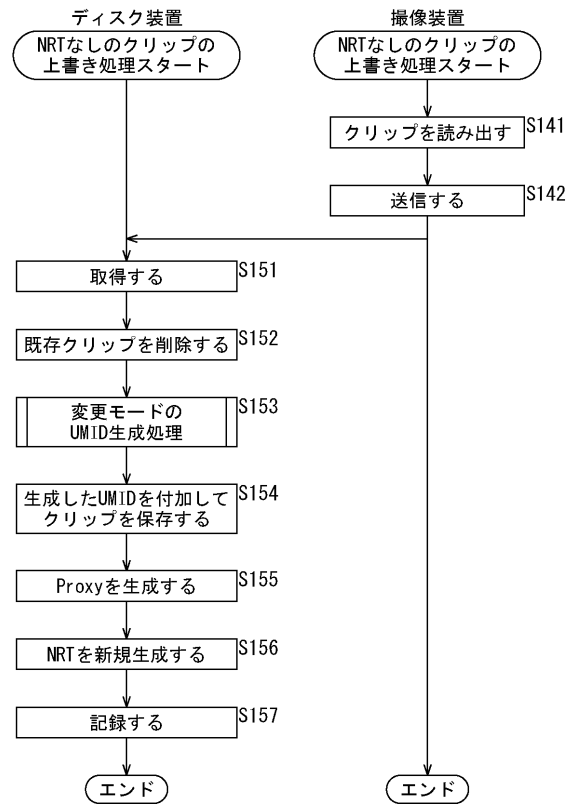 ディスク装置
撮像装置
NRTなしのクリップの
上書き処理スタート
NRTなしのクリップの
上書き処理スタート
クリップを読み出す
S141
送信する
S142
取得する
S151
既存クリップを削除する
S152
変更モードの
UMID生成処理
S153
生成したUMIDを付加して
クリップを保存する
S154
Proxyを生成する
S155
NRTを新規生成する
S156
記録する
S157
エンド
エンド